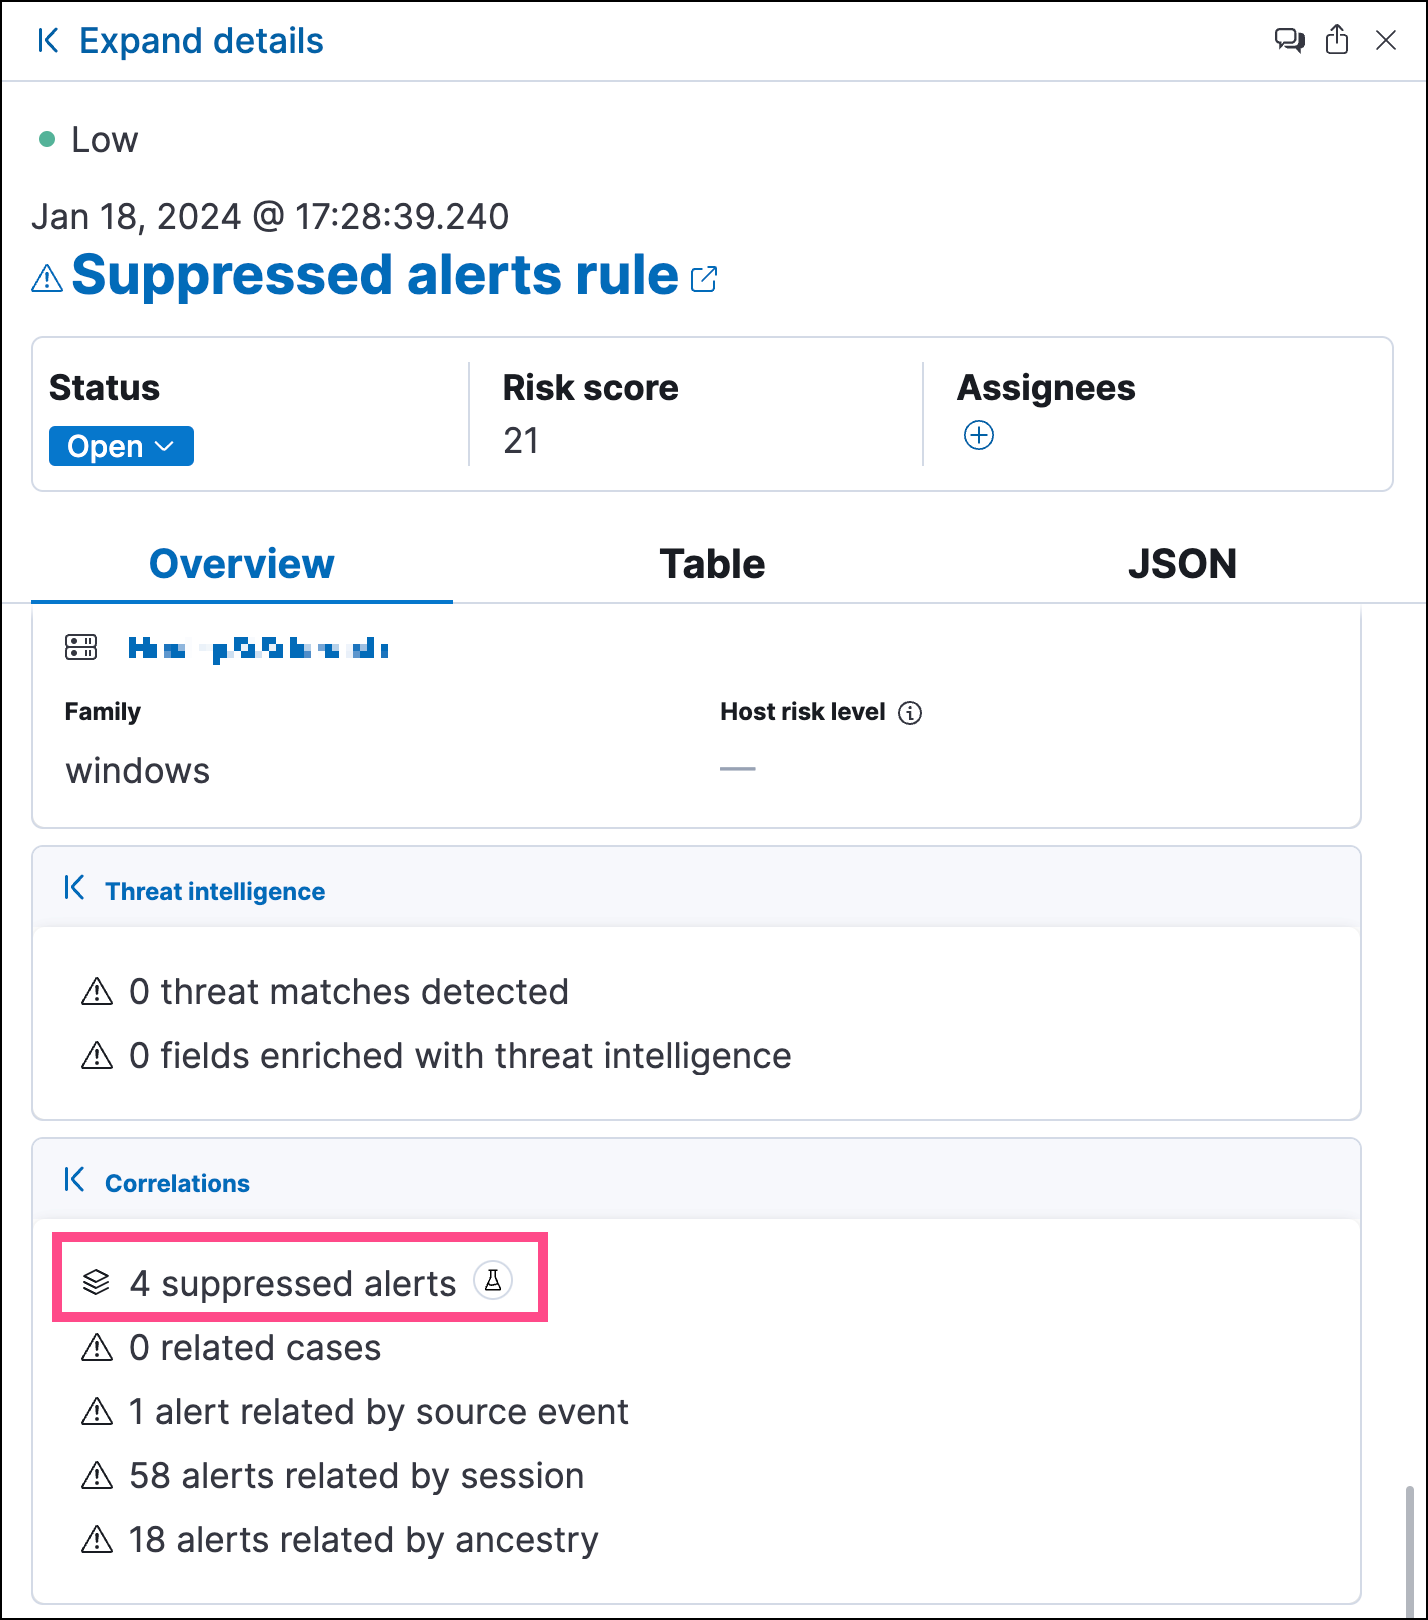 Expand details
Low
Jan 18, 2024 @ 17:28:39.240
Suppressed alerts rule
Status
Risk score
Assignees
Open
21
Overview
Table
JSON
Family
Host risk level
windows
—
Threat intelligence
0 threat matches detected
0 fields enriched with threat intelligence
Correlations
4 suppressed alerts
0 related cases
1 alert related by source event
58 alerts related by session
18 alerts related by ancestry